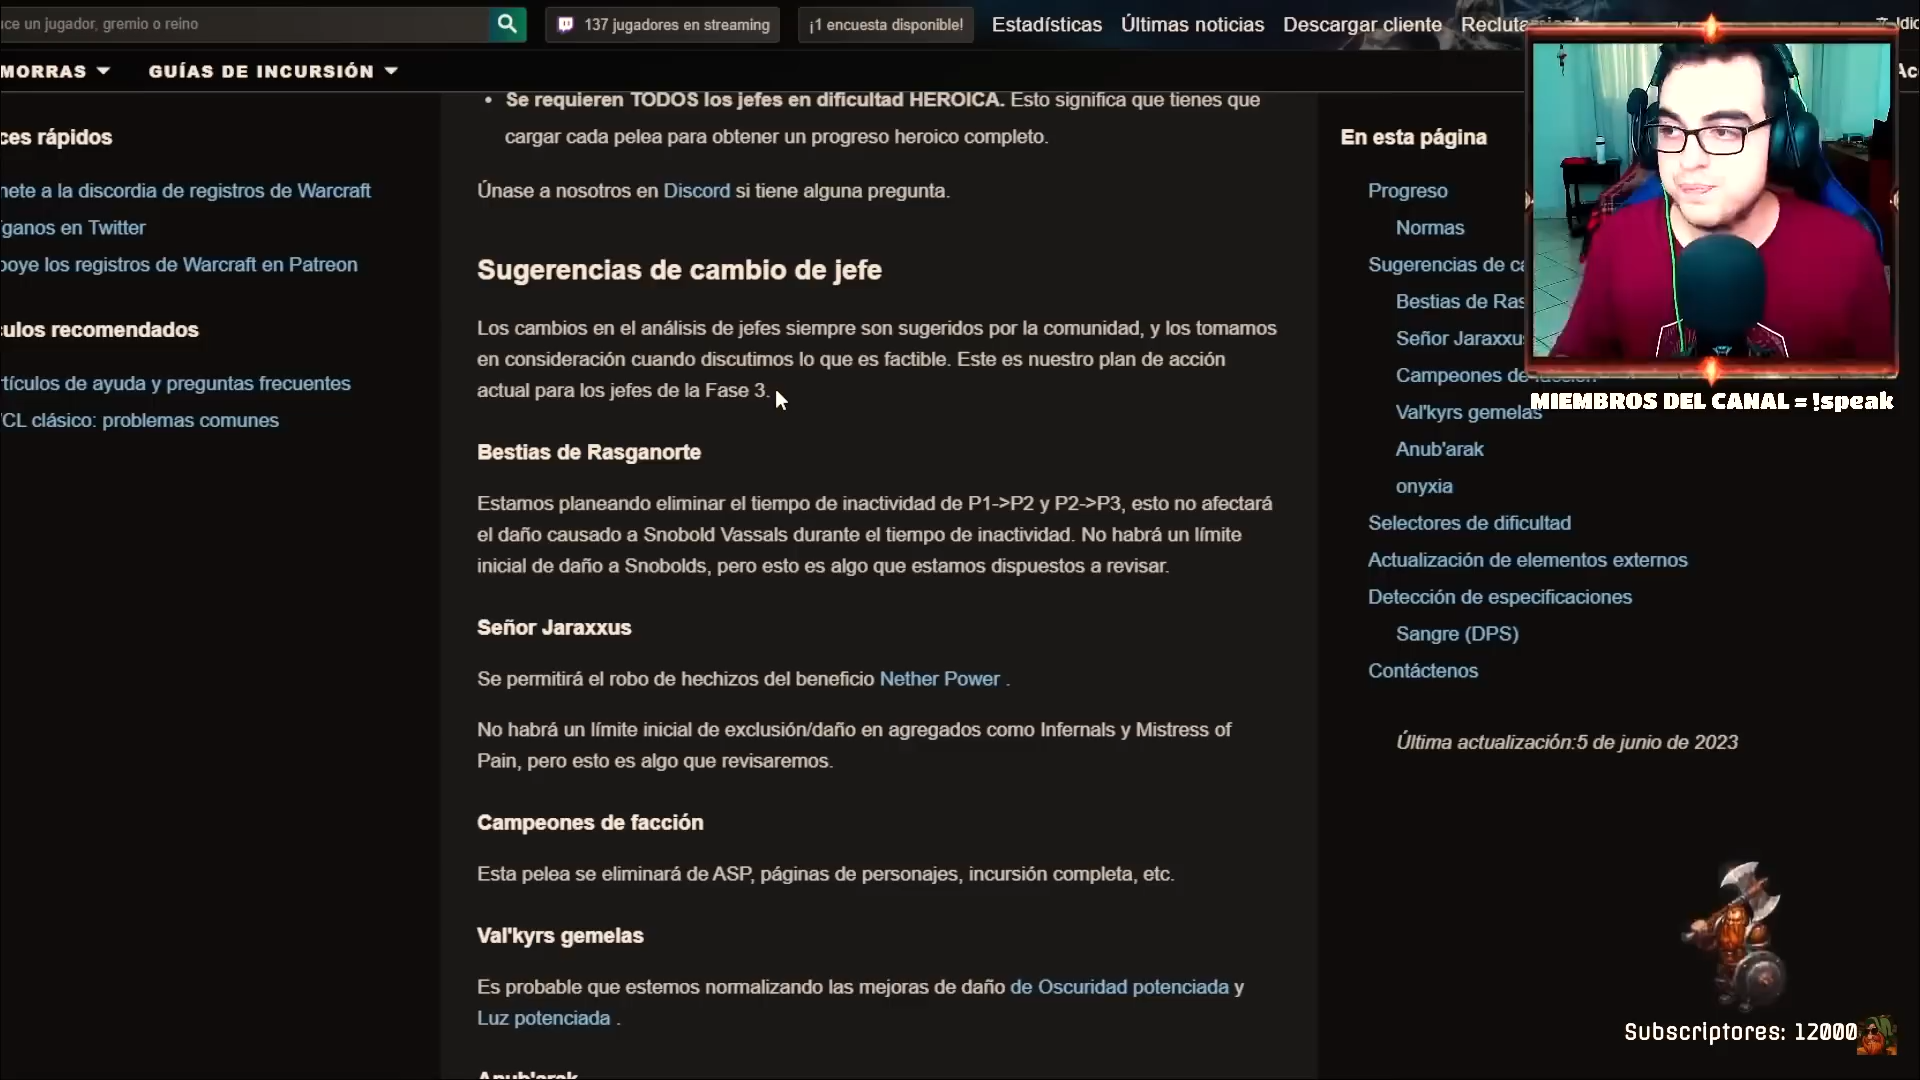 ce un jugador, gremio o reino
137 jugadores en streaming
¡1 encuesta disponible!
Estadísticas
Últimas noticias
Descargar cliente
MORRAS
GUÍAS DE INCURSIÓN
ces rápidos
nete a la discordia de registros de Warcraft
ganos en Twitter
poye los registros de Warcraft en Patreon
culos recomendados
rtículos de ayuda y preguntas frecuentes
CL clásico: problemas comunes
• Se requieren TODOS los jefes en dificultad HEROICA. Esto significa que tienes que
cargar cada pelea para obtener un progreso heroico completo.
Únase a nosotros en Discord si tiene alguna pregunta.
Sugerencias de cambio de jefe
Los cambios en el análisis de jefes siempre son sugeridos por la comunidad, y los tomamos
en consideración cuando discutimos lo que es factible. Este es nuestro plan de acción
actual para los jefes de la Fase 3.
Bestias de Rasganorte
Estamos planeando eliminar el tiempo de inactividad de P1->P2 y P2->P3, esto no afectará
el daño causado a Snobold Vassals durante el tiempo de inactividad. No habrá un límite
inicial de daño a Snobolds, pero esto es algo que estamos dispuestos a revisar.
Señor Jaraxxus
Se permitirá el robo de hechizos del beneficio Nether Power .
No habrá un límite inicial de exclusión/daño en agregados como Infernals y Mistress of
Pain, pero esto es algo que revisaremos.
Campeones de facción
Esta pelea se eliminará de ASP, páginas de personajes, incursión completa, etc.
Val'kyrs gemelas
Es probable que estemos normalizando las mejoras de daño de Oscuridad potenciada y
Luz potenciada .
Anub'arak
En esta página
Progreso
Normas
Sugerencias de ca
Bestias de Ras
Señor Jaraxxus
Campeones de
Val'kyrs gemelas
Anub'arak
onyxia
Selectores de dificultad
Actualización de elementos externos
Detección de especificaciones
Sangre (DPS)
Contáctenos
Última actualización:5 de junio de 2023
MIEMBROS DEL CANAL = !speak
Subscriptores: 12000